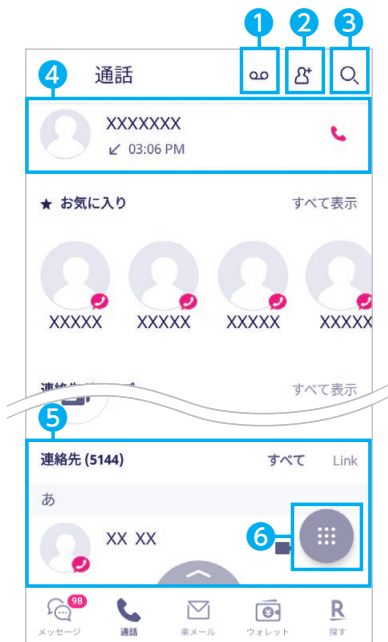 1 2 3
4 通話
XXXXXXX
03:06 PM
★ お気に入り すべて表示
XXXXX XXXXX XXXXX XXXXX
すべて表示
5
連絡先 (5144) すべて Link
あ
XX XX 6
98
メッセージ 通話 楽メール ウォレット 探す